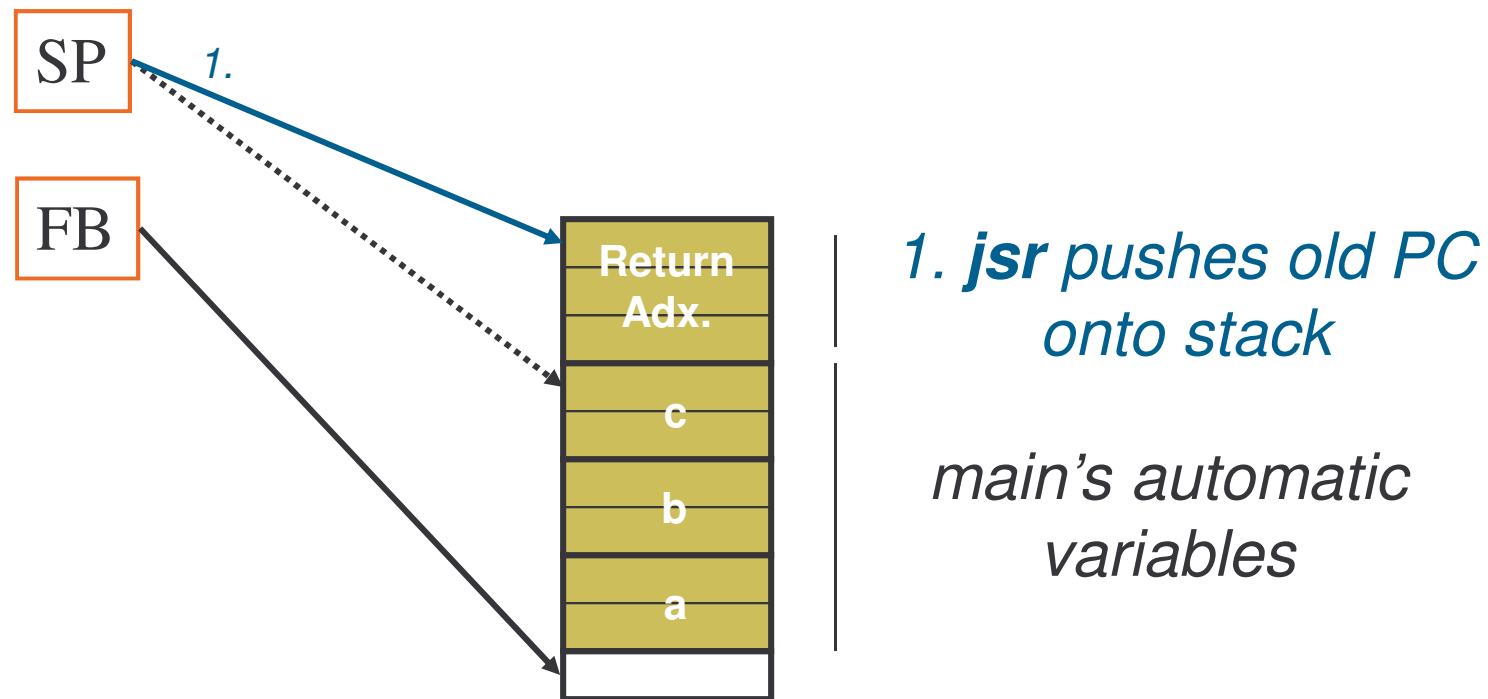 SP
1.
FB
Return
Adx.
1. jsr pushes old PC
onto stack
c
main’s automatic
b
variables
a